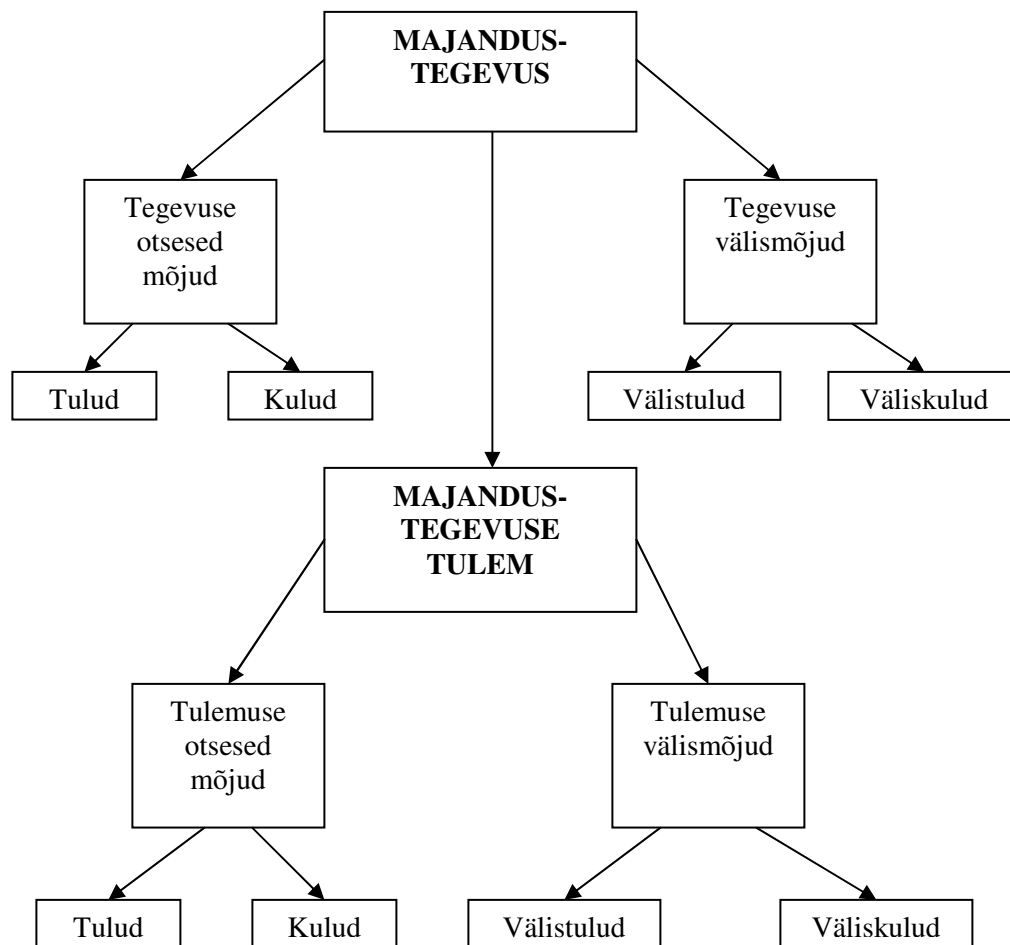 MAJANDUS-
TEGEVUS
Tegevuse
otsesed
mõjud
Tegevuse
välismõjud
Tulud
Kulud
Välistulud
Väliskulud
MAJANDUS-
TEGEVUSE
TULEM
Tulemuse
otsesed
mõjud
Tulemuse
välismõjud
Tulud
Kulud
Välistulud
Väliskulud